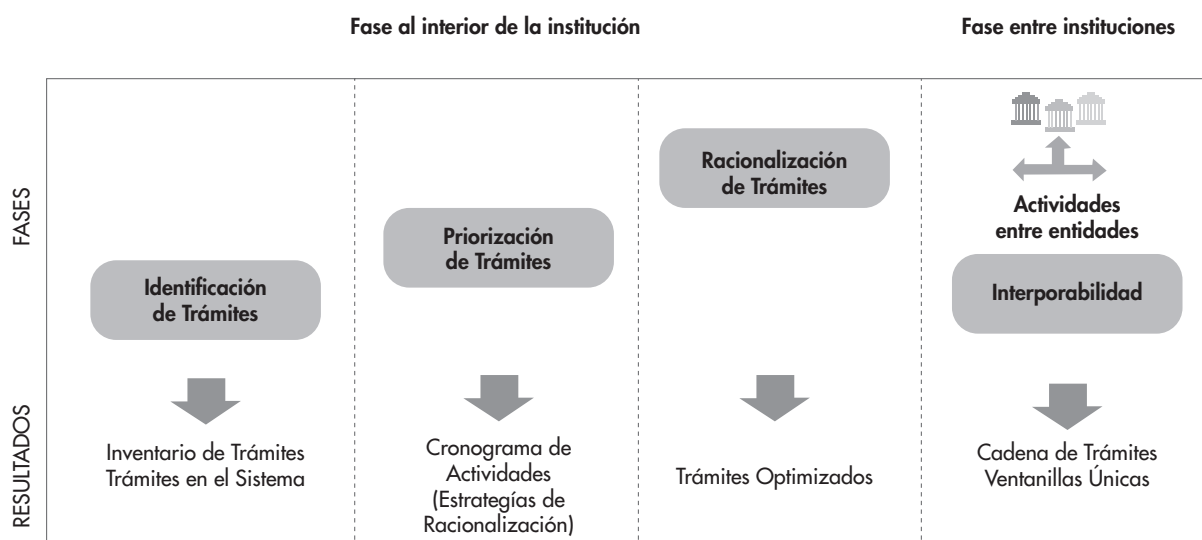 Fase al interior de la institución
Fase entre instituciones
FASES
Identificación
de Trámites
Priorización
de Trámites
Racionalización
de Trámites
Actividades
entre entidades
Interporabilidad
RESULTADOS
Inventario de Trámites
Trámites en el Sistema
Cronograma de
Actividades
(Estrategías de
Racionalización)
Trámites Optimizados
Cadena de Trámites
Ventanillas Únicas